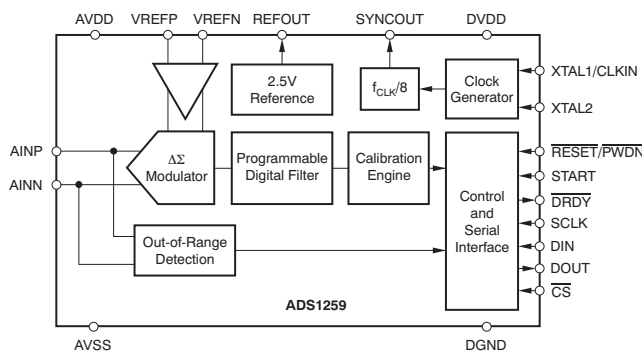 AVDD
VREFP
VREFN
REFOUT
SYNCOUT
DVDD
2.5V
Reference
fCLK/8
Clock
Generator
XTAL1/CLKIN
XTAL2
AINP
AINN
ΔΣ
Modulator
Programmable
Digital Filter
Calibration
Engine
Control
and
Serial
Interface
Out-of-Range
Detection
RESET/PWDN
START
DRDY
SCLK
DIN
DOUT
CS
ADS1259
AVSS
DGND